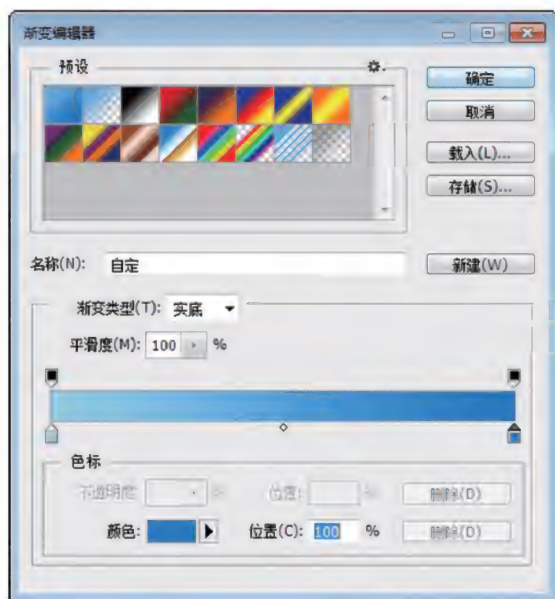 渐变编辑器
预设
确定
取消
载入(L)...
存储(S)...
名称(N): 自定
新建(W)
渐变类型(T): 实底
平滑度(M): 100 %
色标
不透明度: % 位置: % 删除(D)
颜色: 位置(C): 100 % 删除(D)